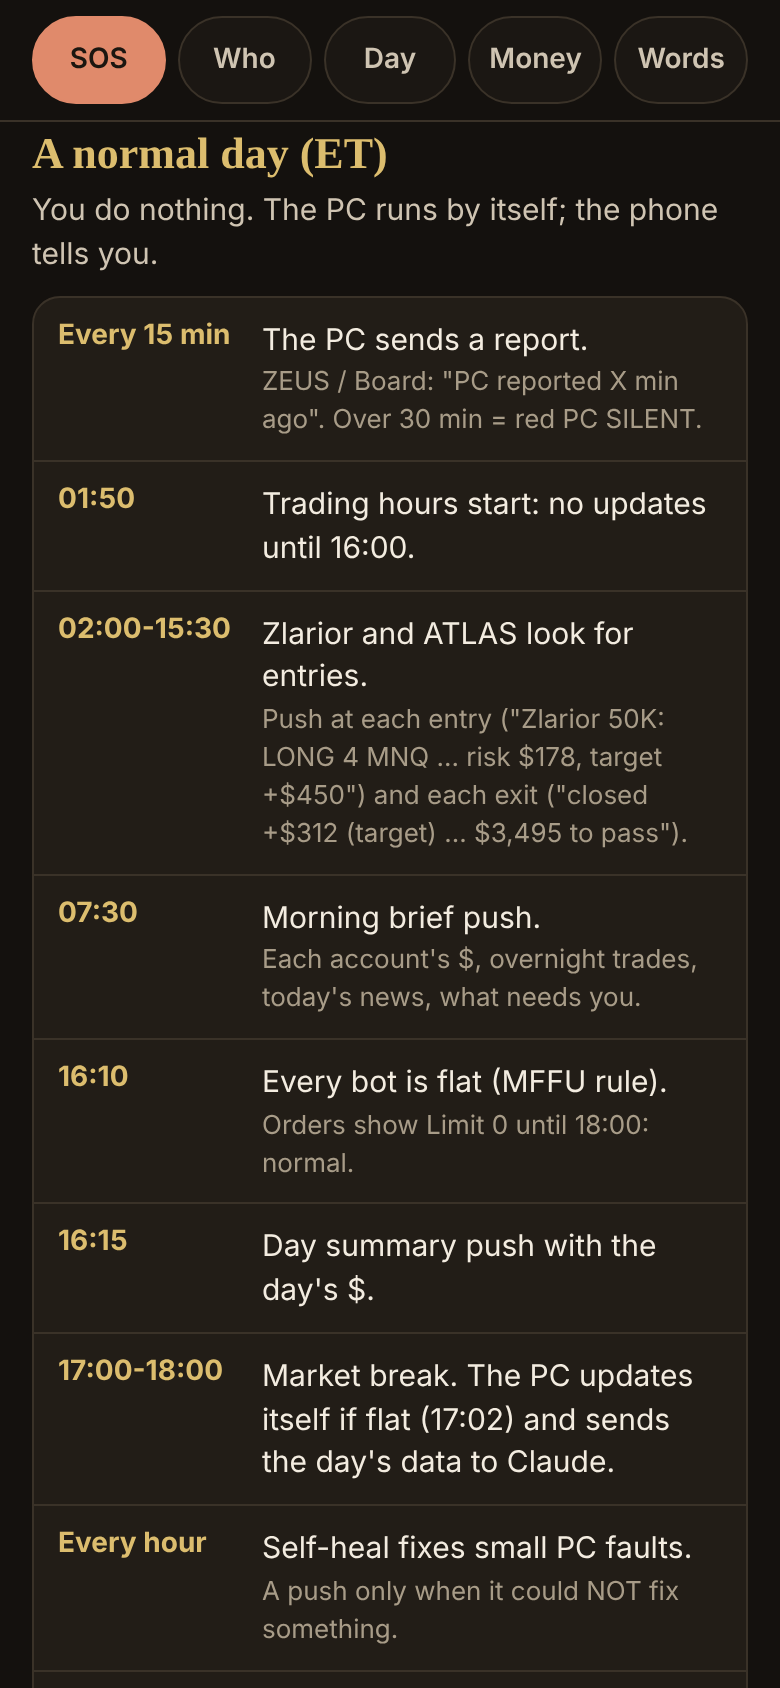 SOS
Who
Day
Money
Words
A normal day (ET)
You do nothing. The PC runs by itself; the phone
tells you.
Every 15 min
The PC sends a report.
ZEUS / Board: "PC reported X min
ago". Over 30 min = red PC SILENT.
01:50
Trading hours start: no updates
until 16:00.
02:00-15:30
Zlarior and ATLAS look for
entries.
Push at each entry ("Zlarior 50K:
LONG 4 MNQ ... risk $178, target
+$450") and each exit ("closed
+$312 (target) ... $3,495 to pass").
07:30
Morning brief push.
Each account's $, overnight trades,
today's news, what needs you.
16:10
Every bot is flat (MFFU rule).
Orders show Limit 0 until 18:00:
normal.
16:15
Day summary push with the
day's $.
17:00-18:00
Market break. The PC updates
itself if flat (17:02) and sends
the day's data to Claude.
Every hour
Self-heal fixes small PC faults.
A push only when it could NOT fix
something.